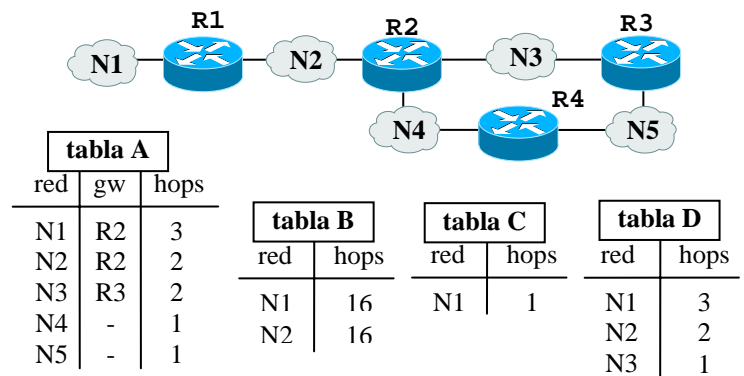 R1
R2
R3
N1
N2
N3
R4
N4
N5
tabla A
red gw hops
N1 R2 3
N2 R2 2
N3 R3 2
N4 - 1
N5 - 1
tabla B
red hops
N1 16
N2 16
tabla C
red hops
N1 1
tabla D
red hops
N1 3
N2 2
N3 1